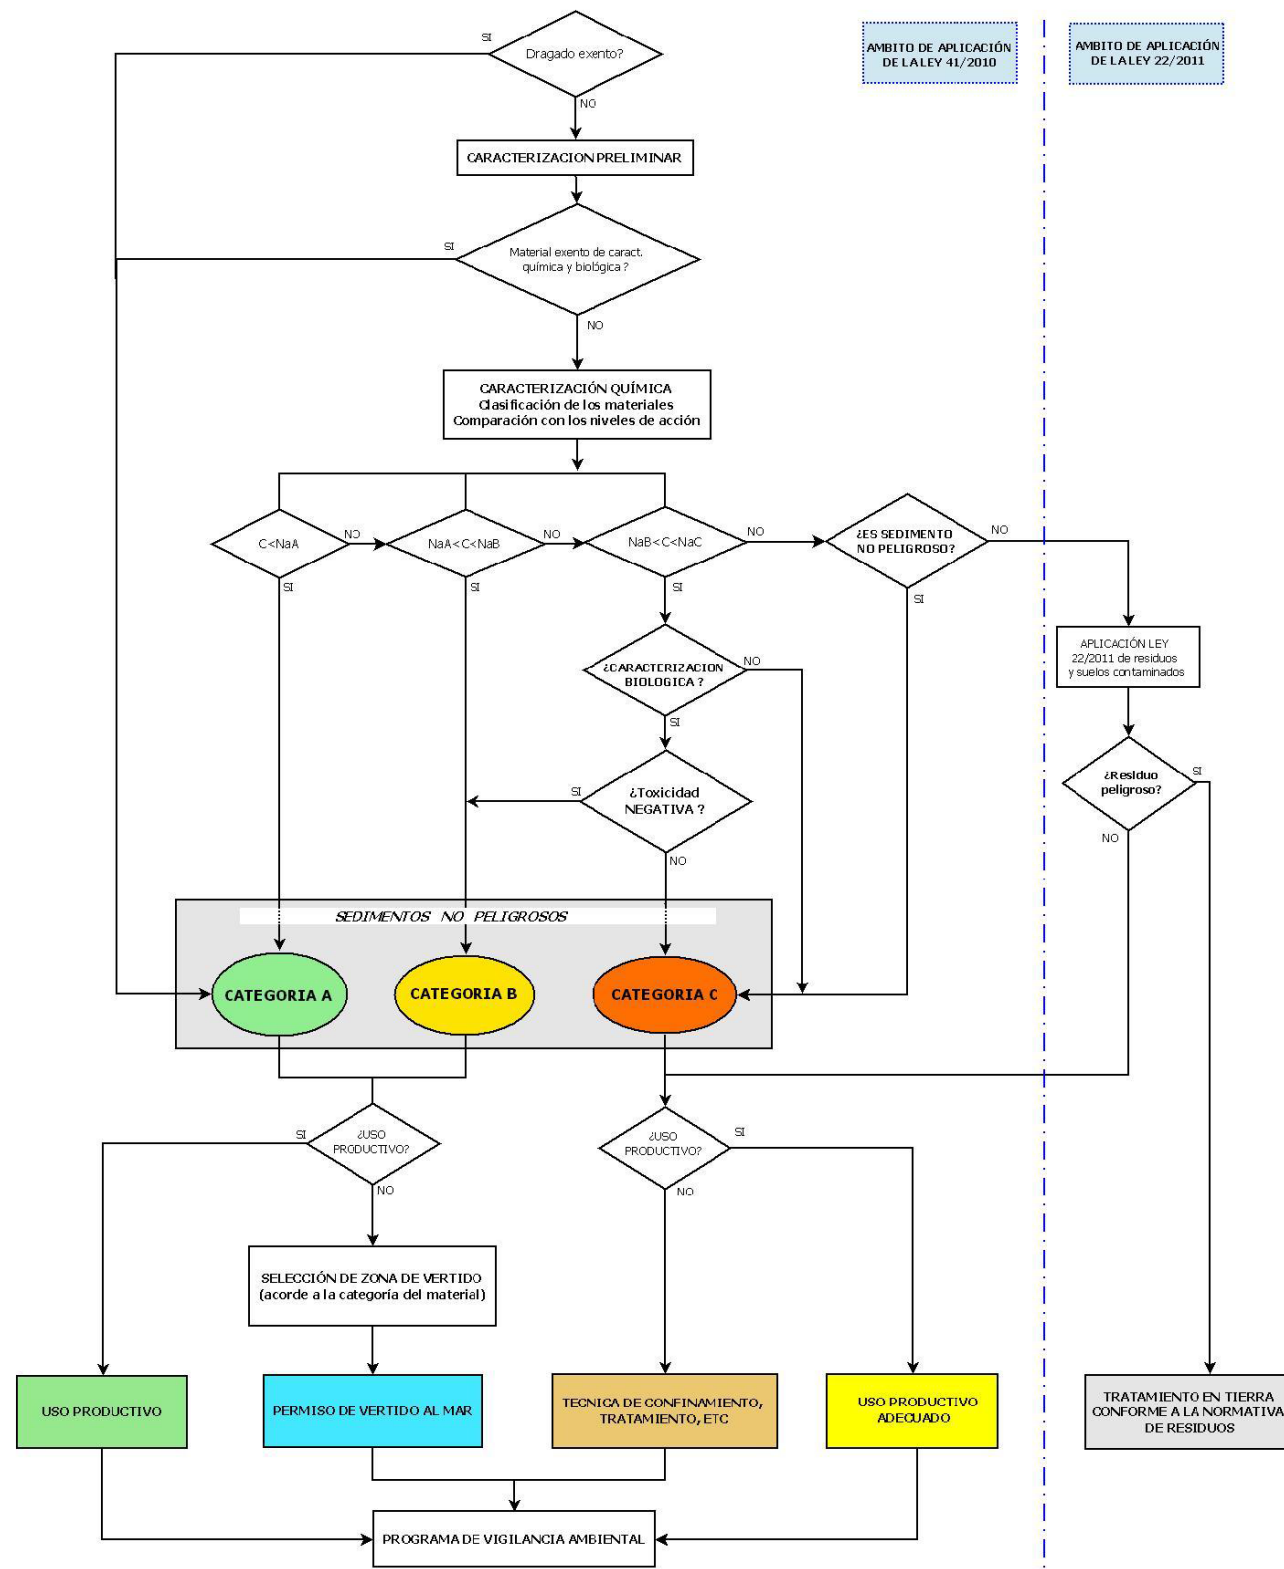 SI
Dragado exento?
NO
AMBITO DE APLICACIÓN
DE LA LEY 41/2010
AMBITO DE APLICACIÓN
DE LA LEY 22/2011
CARACTERIZACION PRELIMINAR
SI
Material exento de caract.
química y biológica ?
NO
CARACTERIZACIÓN QUÍMICA
Clasificación de los materiales
Comparación con los niveles de acción
C<NaA
NO
NaA<C<NaB
NO
NaB<C<NaC
NO
¿ES SEDIMENTO
NO PELIGROSO?
NO
SI
SI
SI
SI
¿CARACTERIZACION
BIOLOGICA ?
NO
SI
APLICACIÓN LEY
22/2011 de residuos
y suelos contaminados
SI
¿Toxicidad
NEGATIVA ?
NO
¿Residuo
peligroso?
SI
NO
SEDIMENTOS NO PELIGROSOS
CATEGORIA A
CATEGORIA B
CATEGORIA C
SI
¿USO
PRODUCTIVO?
NO
¿USO
PRODUCTIVO?
SI
NO
SELECCIÓN DE ZONA DE VERTIDO
(acorde a la categoría del material)
USO PRODUCTIVO
PERMISO DE VERTIDO AL MAR
TECNICA DE CONFINAMIENTO,
TRATAMIENTO, ETC
USO PRODUCTIVO
ADECUADO
TRATAMIENTO EN TIERRA
CONFORME A LA NORMATIVA
DE RESIDUOS
PROGRAMA DE VIGILANCIA AMBIENTAL